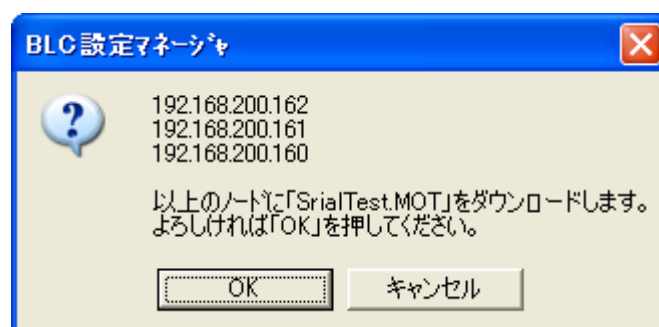 BLC設定マネージャ
192.168.200.162
192.168.200.161
192.168.200.160
以上のノードに「SrialTest.MOT」をダウンロードします。
よろしければ「OK」を押してください。
OK
キャンセル